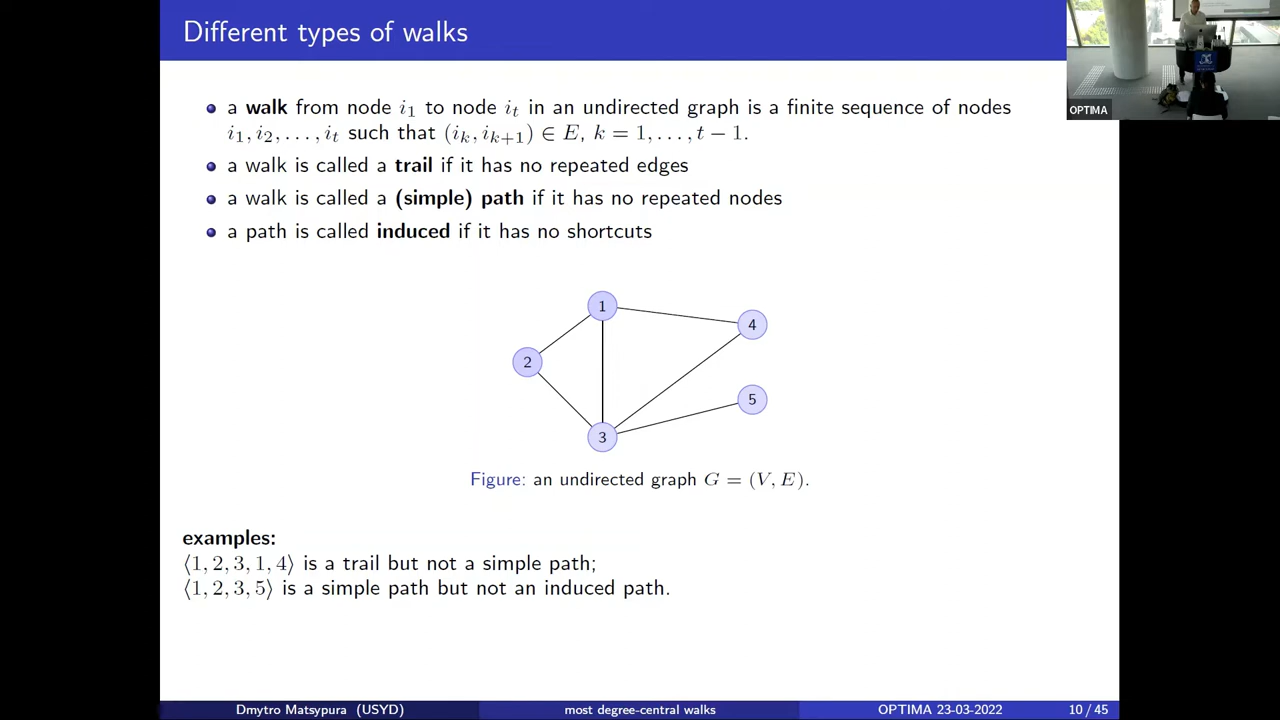 Different types of walks
OPTIMA
a walk from node i₁ to node iₜ in an undirected graph is a finite sequence of nodes
i₁, i₂, . . . , iₜ such that (iₖ, iₖ₊₁) ∈ E, k = 1, . . . , t − 1.
a walk is called a trail if it has no repeated edges
a walk is called a (simple) path if it has no repeated nodes
a path is called induced if it has no shortcuts
1
4
2
5
3
Figure: an undirected graph G = (V, E).
examples:
⟨1, 2, 3, 1, 4⟩ is a trail but not a simple path;
⟨1, 2, 3, 5⟩ is a simple path but not an induced path.
Dmytro Matsypura (USYD) most degree-central walks OPTIMA 23-03-2022 10 / 45